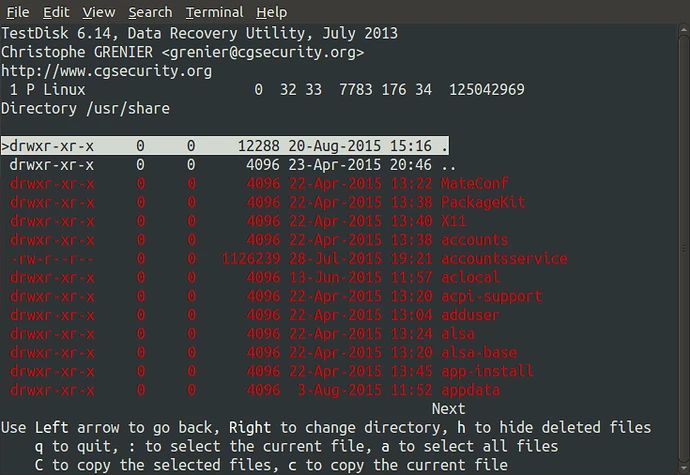 File Edit View Search Terminal Help
TestDisk 6.14, Data Recovery Utility, July 2013
Christophe GRENIER <grenier@cgsecurity.org>
http://www.cgsecurity.org
 1 P Linux                    0  32 33  7783 176 34  125042969
Directory /usr/share
>drwxr-xr-x     0     0     12288 20-Aug-2015 15:16 .
 drwxr-xr-x     0     0      4096 23-Apr-2015 20:46 ..
 drwxr-xr-x     0     0      4096 22-Apr-2015 13:22 MateConf
 drwxr-xr-x     0     0      4096 22-Apr-2015 13:38 PackageKit
 drwxr-xr-x     0     0      4096 22-Apr-2015 13:40 X11
 drwxr-xr-x     0     0      4096 22-Apr-2015 13:38 accounts
 -rw-r--r--     0     0   1126239 28-Jul-2015 19:21 accountsservice
 drwxr-xr-x     0     0      4096 13-Jun-2015 11:57 aclocal
 drwxr-xr-x     0     0      4096 22-Apr-2015 13:20 acpi-support
 drwxr-xr-x     0     0      4096 22-Apr-2015 13:04 adduser
 drwxr-xr-x     0     0      4096 22-Apr-2015 13:24 alsa
 drwxr-xr-x     0     0      4096 22-Apr-2015 13:20 alsa-base
 drwxr-xr-x     0     0      4096 22-Apr-2015 13:45 app-install
 drwxr-xr-x     0     0      4096  3-Aug-2015 11:52 appdata
Next
Use Left arrow to go back, Right to change directory, h to hide deleted files
    q to quit, : to select the current file, a to select all files
    C to copy the selected files, c to copy the current file